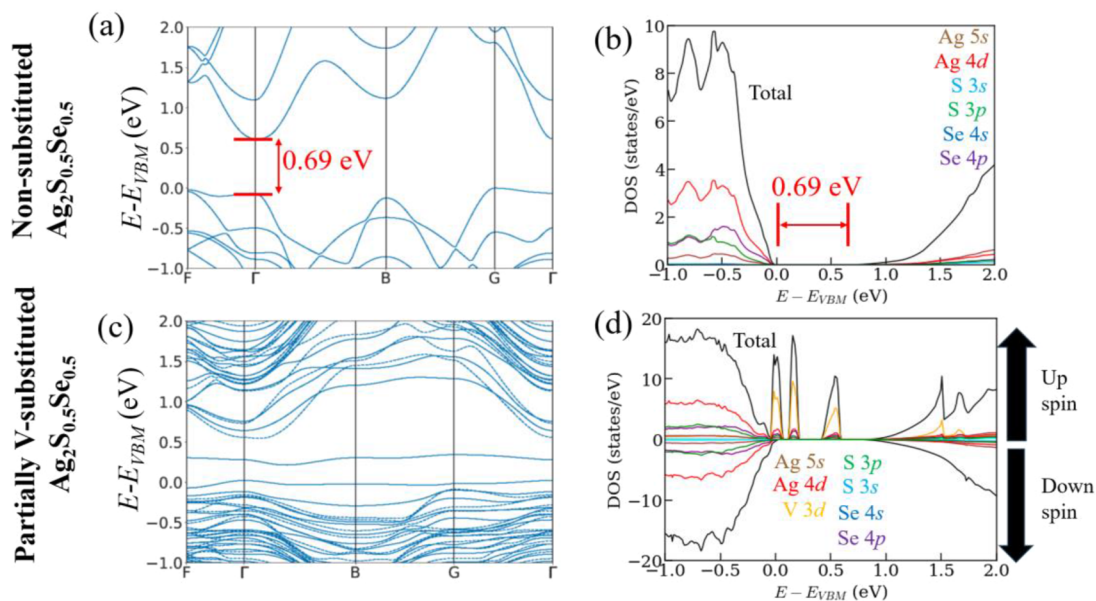 Non-substituted
Ag2S0.5Se0.5
(a)
2.0
1.5
1.0
0.5
0.0
−0.5
−1.0
E-EVBM (eV)
0.69 eV
F
Γ
B
G
Γ
(b)
10
8
6
4
2
0
DOS (states/eV)
Total
Ag 5s
Ag 4d
S 3s
S 3p
Se 4s
Se 4p
0.69 eV
−1.0
−0.5
0.0
0.5
1.0
1.5
2.0
E − EVBM (eV)
Partially V-substituted
Ag2S0.5Se0.5
(c)
2.0
1.5
1.0
0.5
0.0
−0.5
−1.0
E-EVBM (eV)
F
Γ
B
G
Γ
(d)
20
10
0
−10
−20
DOS (states/eV)
Total
Ag 5s
S 3p
Ag 4d
S 3s
V 3d
Se 4s
Se 4p
−1.0
−0.5
0.0
0.5
1.0
1.5
2.0
E − EVBM (eV)
Up
spin
Down
spin